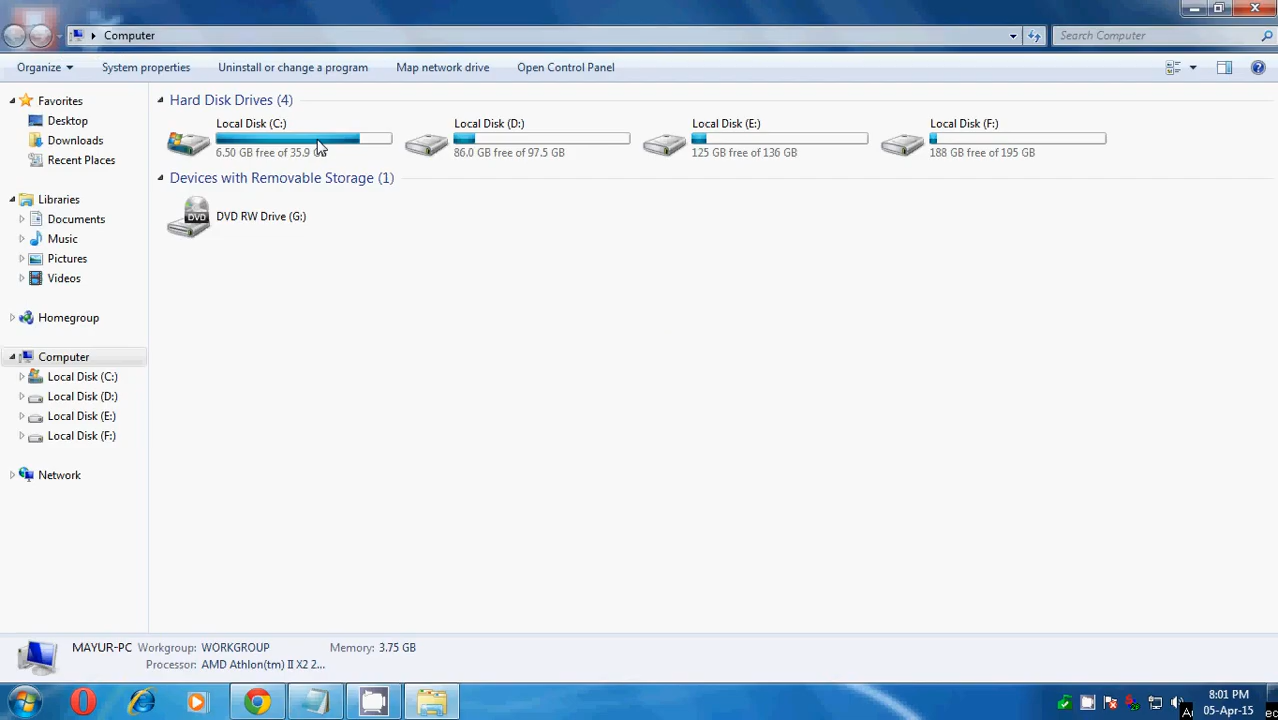 Computer
Search Computer
Organize
System properties
Uninstall or change a program
Map network drive
Open Control Panel
Favorites
Desktop
Downloads
Recent Places
Libraries
Documents
Music
Pictures
Videos
Homegroup
Computer
Local Disk (C:)
Local Disk (D:)
Local Disk (E:)
Local Disk (F:)
Network
Hard Disk Drives (4)
Local Disk (C:)
6.50 GB free of 35.9
Local Disk (D:)
86.0 GB free of 97.5 GB
Local Disk (E:)
125 GB free of 136 GB
Local Disk (F:)
188 GB free of 195 GB
Devices with Removable Storage (1)
DVD
DVD RW Drive (G:)
MAYUR-PC Workgroup: WORKGROUP Memory: 3.75 GB
Processor: AMD Athlon(tm) II X2 2...
8:01 PM
05-Apr-15